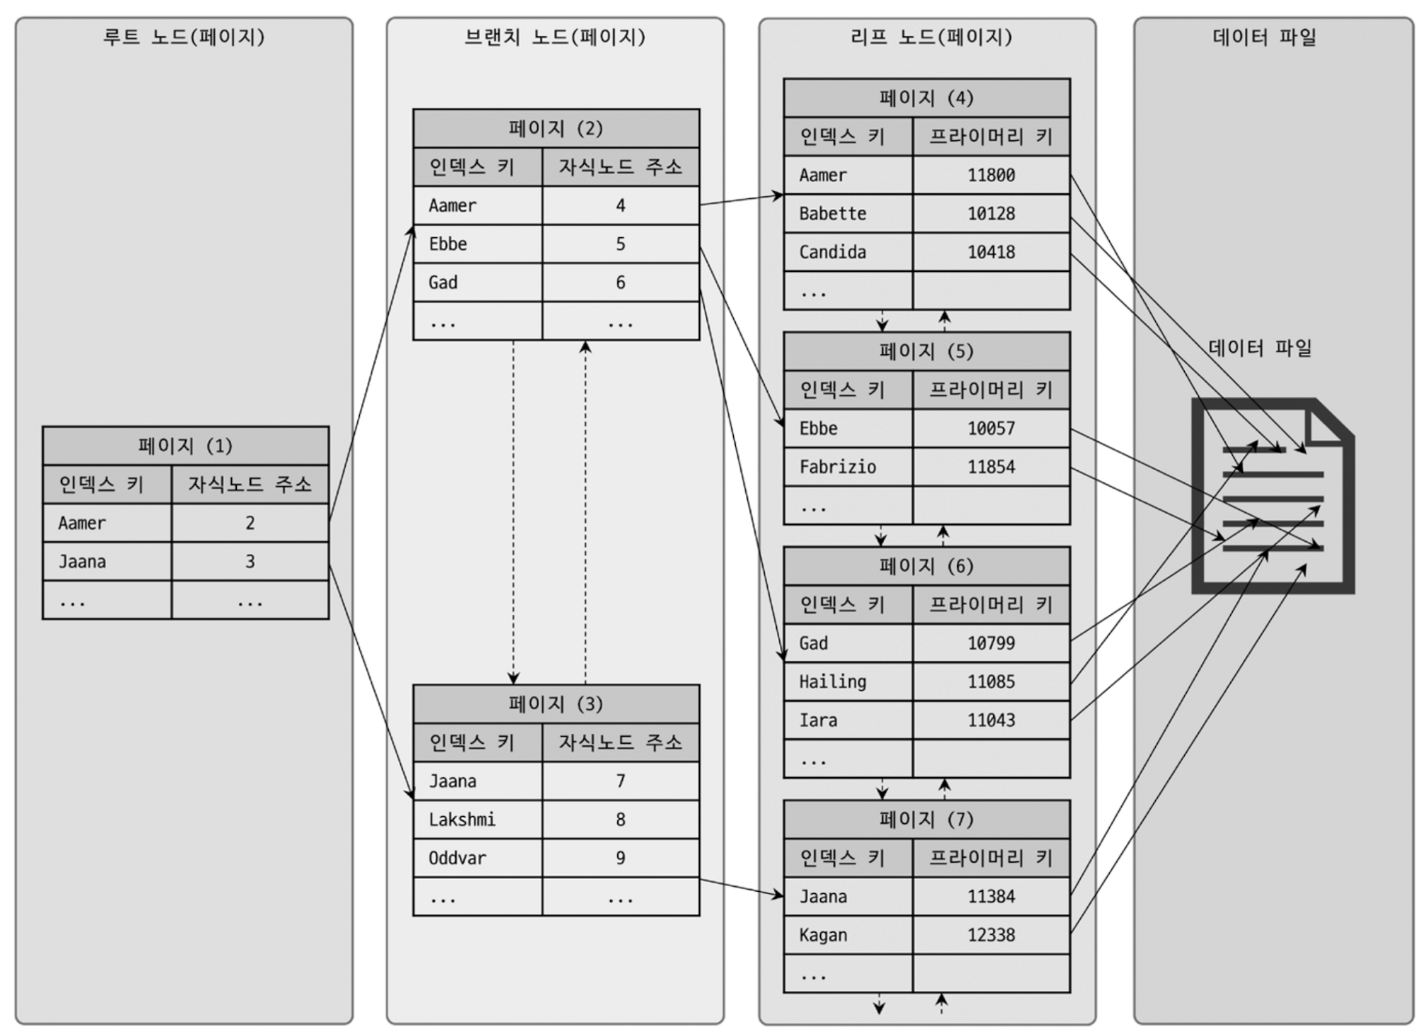 루트 노드(페이지)
페이지 (1)
인덱스 키 자식노드 주소
Aamer 2
Jaana 3
... ...
브랜치 노드(페이지)
페이지 (2)
인덱스 키 자식노드 주소
Aamer 4
Ebbe 5
Gad 6
... ...
페이지 (3)
인덱스 키 자식노드 주소
Jaana 7
Lakshmi 8
Oddvar 9
... ...
리프 노드(페이지)
페이지 (4)
인덱스 키 프라이머리 키
Aamer 11800
Babette 10128
Candida 10418
...
페이지 (5)
인덱스 키 프라이머리 키
Ebbe 10057
Fabrizio 11854
...
페이지 (6)
인덱스 키 프라이머리 키
Gad 10799
Hailing 11085
Iara 11043
...
페이지 (7)
인덱스 키 프라이머리 키
Jaana 11384
Kagan 12338
...
데이터 파일
데이터 파일